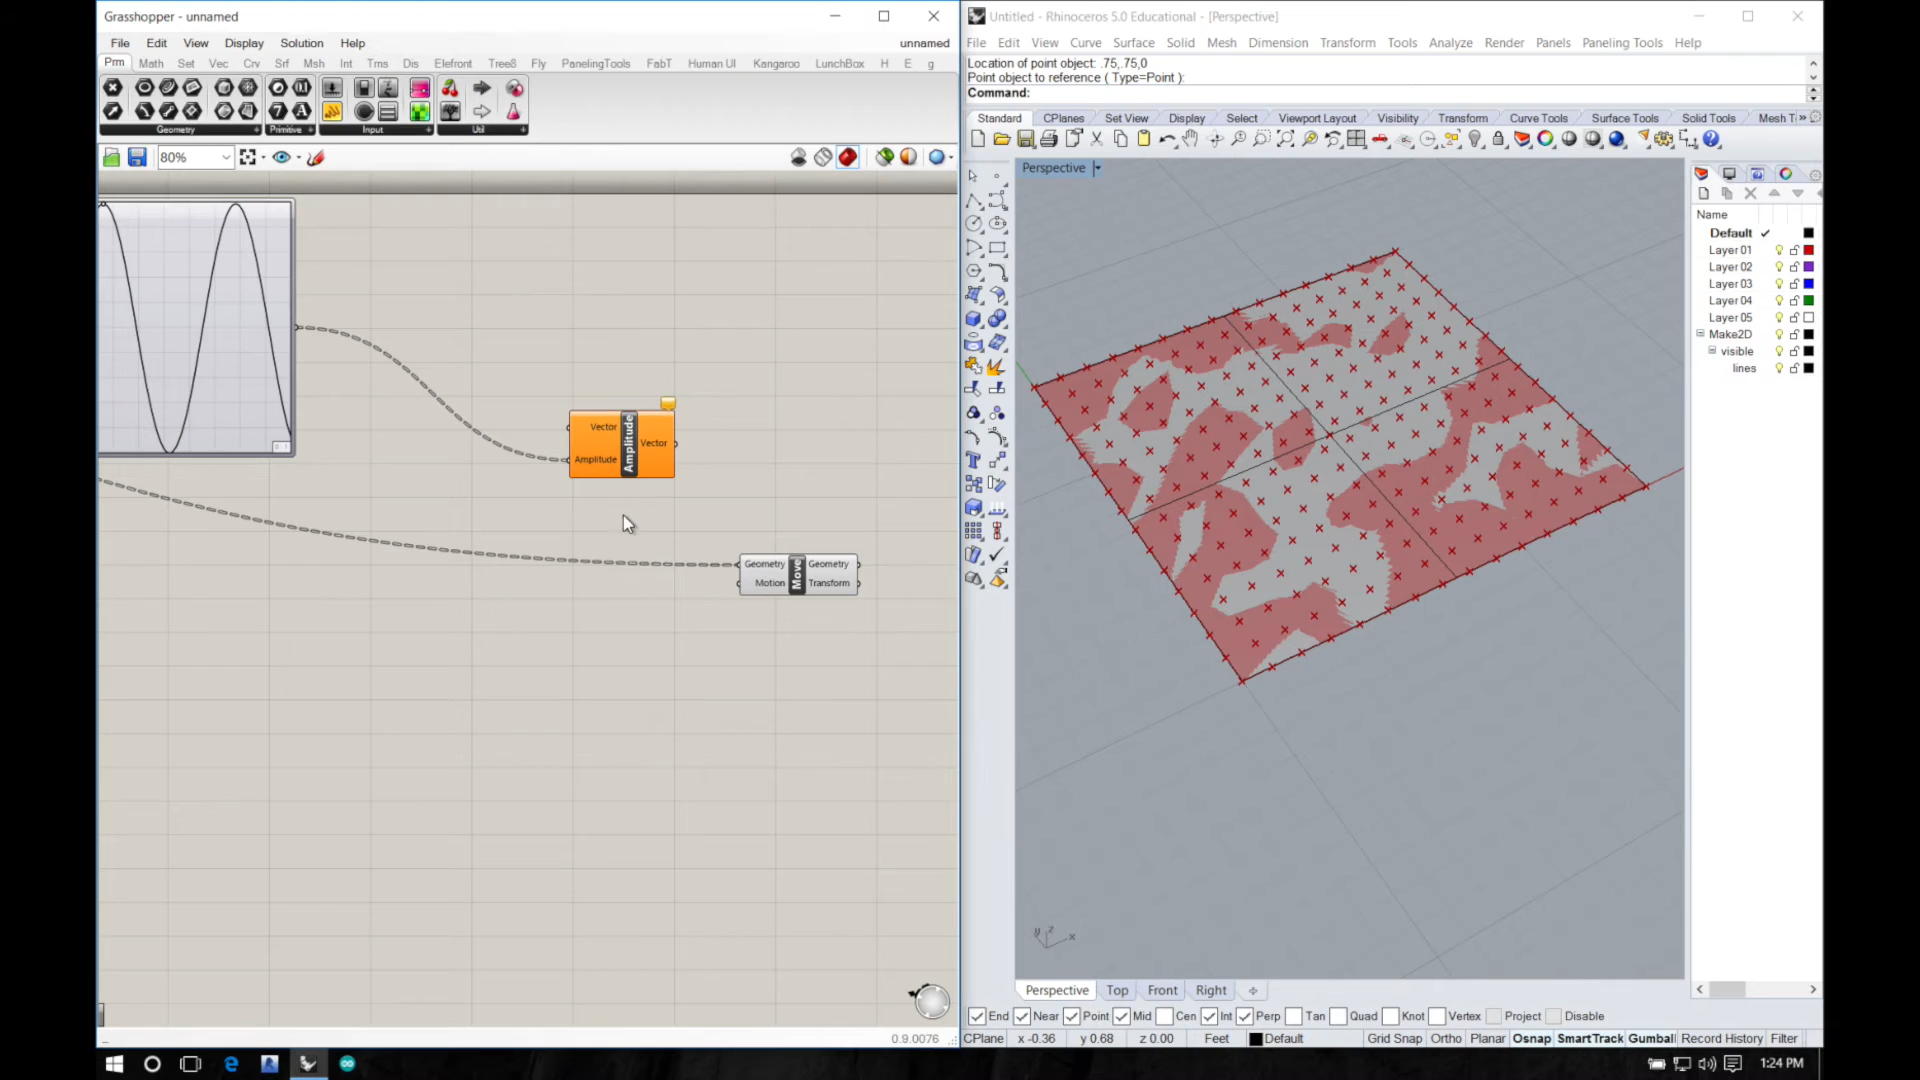 Grasshopper - unnamed
File Edit View Display Solution Help
unnamed
Prm Math Set Vec Crv Srf Msh Int Trns Dis Elefront Tree8 Fly PanelingTools FabT Human UI Kangaroo LunchBox H E g
Geometry Primitive Input Util
80%
Vector
Amplitude
Amplitude
Vector
Geometry
Motion
Move
Geometry
Transform
0.9.0076
Untitled - Rhinoceros 5.0 Educational - [Perspective]
File Edit View Curve Surface Solid Mesh Dimension Transform Tools Analyze Render Panels Paneling Tools Help
Location of point object: .75,.75,0
Point object to reference ( Type=Point ):
Command:
Standard CPlanes Set View Display Select Viewport Layout Visibility Transform Curve Tools Surface Tools Solid Tools Mesh T
Perspective
Name
Default
Layer 01
Layer 02
Layer 03
Layer 04
Layer 05
Make2D
visible
lines
y z x
Perspective Top Front Right
End Near Point Mid Cen Int Perp Tan Quad Knot Vertex Project Disable
CPlane x -0.36 y 0.68 z 0.00 Feet Default Grid Snap Ortho Planar Osnap SmartTrack Gumbal Record History Filter
1:24 PM